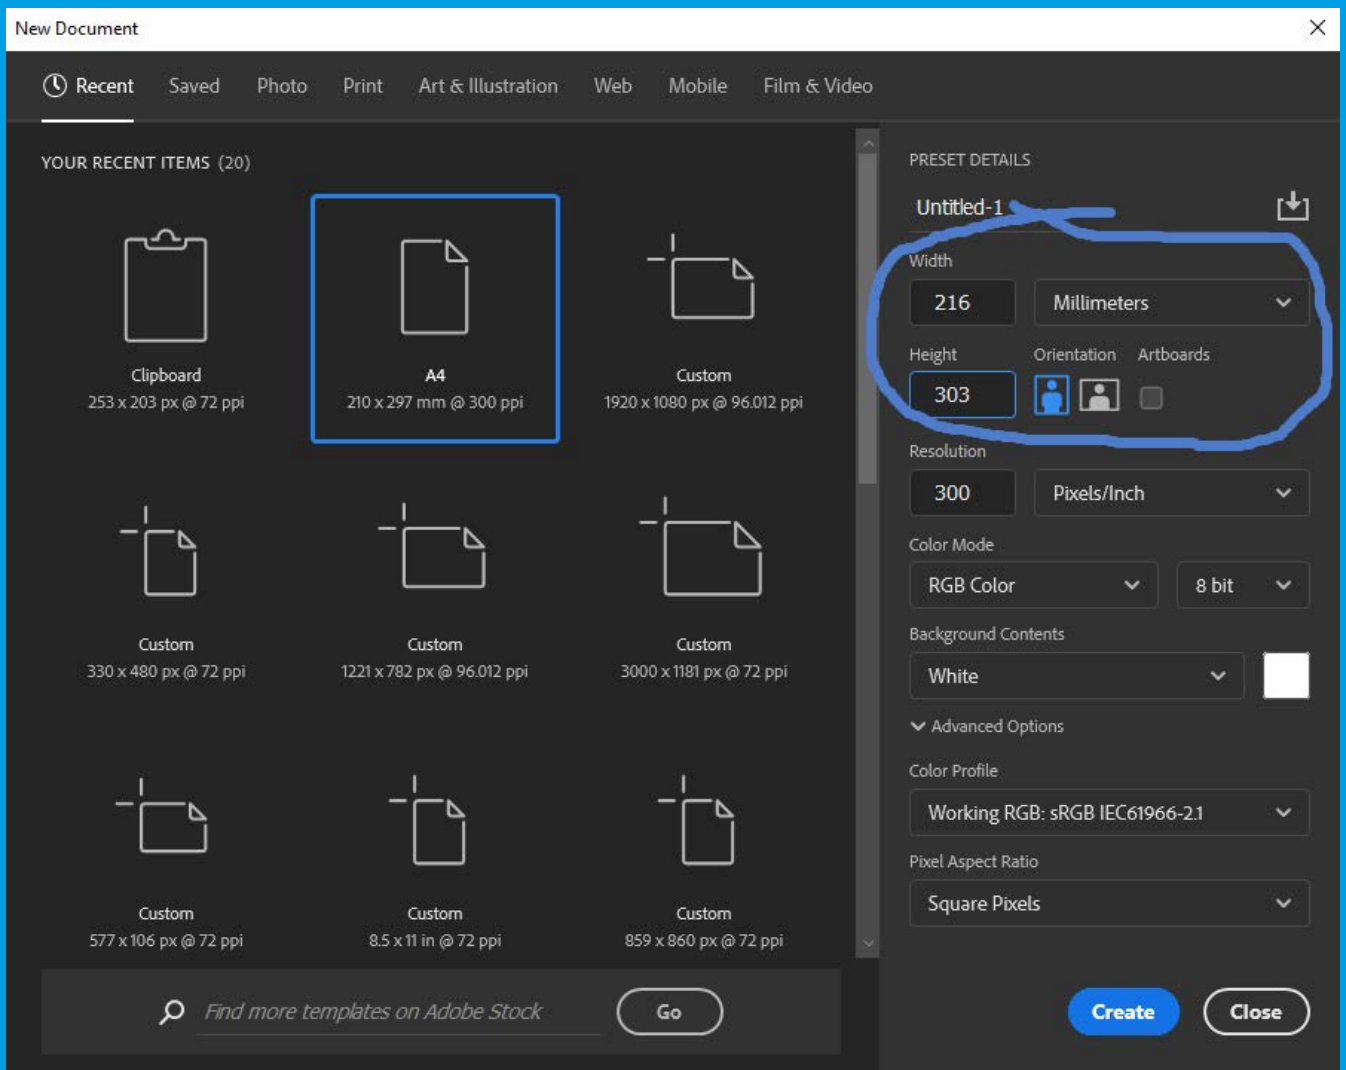 New Document
Recent Saved Photo Print Art & Illustration Web Mobile Film & Video
YOUR RECENT ITEMS (20)
Clipboard
253 x 203 px @ 72 ppi
A4
210 x 297 mm @ 300 ppi
Custom
1920 x 1080 px @ 96.012 ppi
Custom
330 x 480 px @ 72 ppi
Custom
1221 x 782 px @ 96.012 ppi
Custom
3000 x 1181 px @ 72 ppi
Custom
577 x 106 px @ 72 ppi
Custom
8.5 x 11 in @ 72 ppi
Custom
859 x 860 px @ 72 ppi
Find more templates on Adobe Stock
Go
PRESET DETAILS
Untitled-1
Width
216 Millimeters
Height Orientation Artboards
303
Resolution
300 Pixels/Inch
Color Mode
RGB Color 8 bit
Background Contents
White
Advanced Options
Color Profile
Working RGB: sRGB IEC61966-2.1
Pixel Aspect Ratio
Square Pixels
Create Close